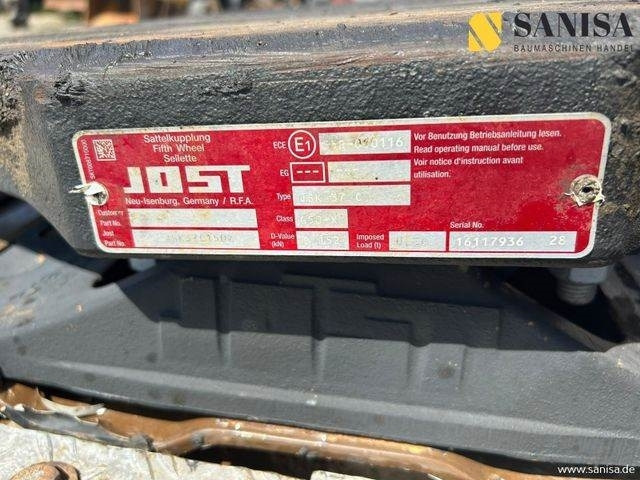 SANISA
BAUMASCHINEN HANDEL
Sattelkupplung
Fifth Wheel
Sellette
JOST
Neu-Isenburg, Germany / R.F.A.
Customer
Part No.
Jost
Part No.
ECE E1
EG ---
Type JSK 37 C
Class
D-Value (kN) 152
Imposed Load (t)
Vor Benutzung Betriebsanleitung lesen.
Read operating manual before use.
Voir notice d'instruction avant
utilisation.
Serial No.
16117936 28
www.sanisa.de